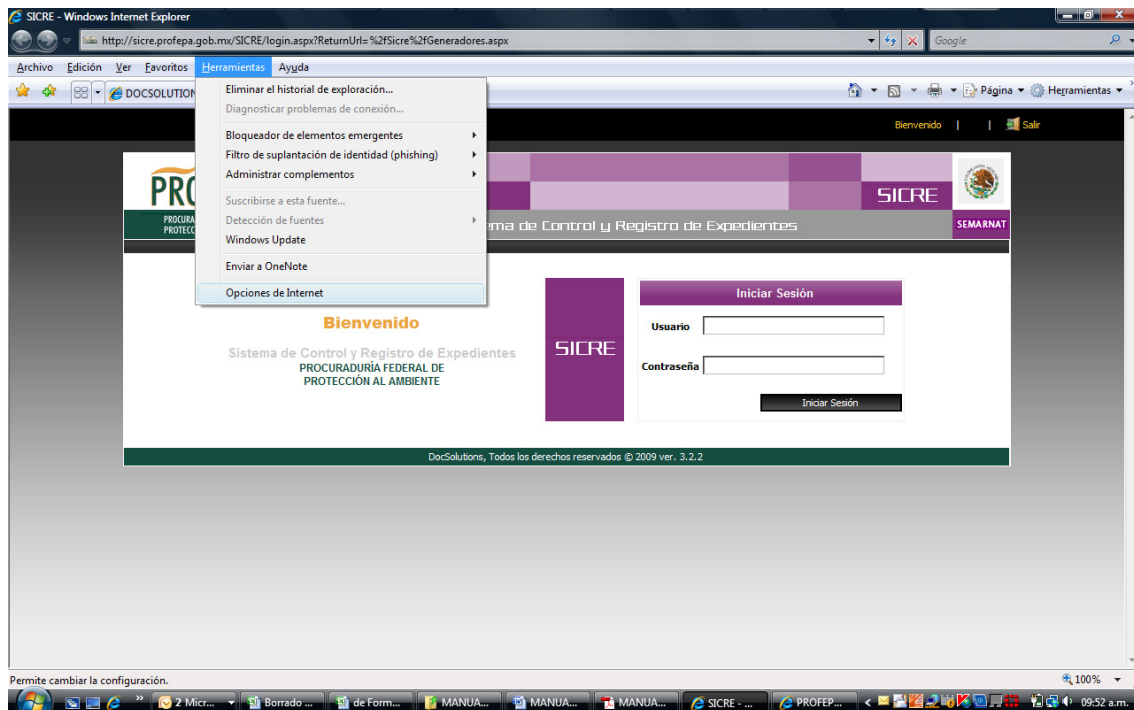 SICRE - Windows Internet Explorer
http://sicre.profepa.gob.mx/SICRE/login.aspx?ReturnUrl=%2fSicre%2fGeneradores.aspx
Google
Archivo Edición Ver Favoritos Herramientas Ayuda
DOCSOLUTION
Página Herramientas
Eliminar el historial de exploración...
Diagnosticar problemas de conexión...
Bloqueador de elementos emergentes
Filtro de suplantación de identidad (phishing)
Administrar complementos
Suscribirse a esta fuente...
Detección de fuentes
Windows Update
Enviar a OneNote
Opciones de Internet
Bienvenido | | Salir
PRO
SICRE
PROCURA
PROTECC
ema de Control y Registro de Expedientes
SEMARNAT
Bienvenido
Sistema de Control y Registro de Expedientes
PROCURADURÍA FEDERAL DE
PROTECCIÓN AL AMBIENTE
SICRE
Iniciar Sesión
Usuario
Contraseña
Iniciar Sesión
DocSolutions, Todos los derechos reservados © 2009 ver. 3.2.2
Permite cambiar la configuración.
100%
2 Micr... Borrado ... de Form... MANUA... MANUA... MANUA... SICRE - ... PROFEP... 09:52 a.m.